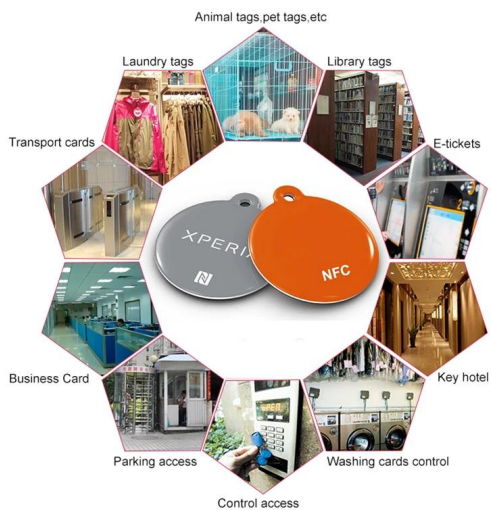 Animal tags,pet tags,etc
Laundry tags
Library tags
Transport cards
E-tickets
XPERIA
NFC
Business Card
Key hotel
Parking access
Washing cards control
Control access